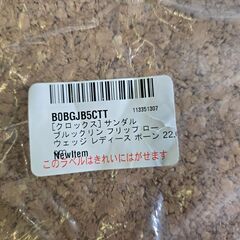 B0BGJB5CTT
113351307
[クロックス] サンダル
ブルックリン フリップ ロー
ウェッジ レディース ボーン 22.
NewItem
このラベルはきれいにはがせます